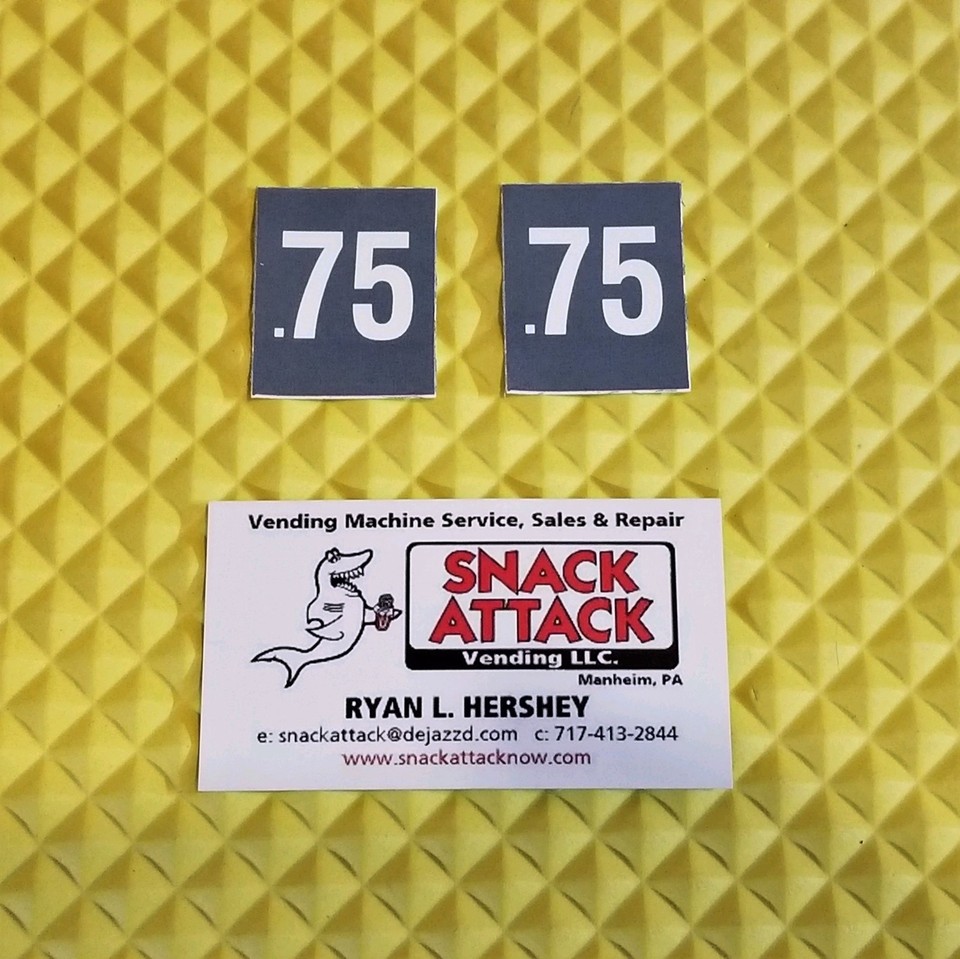 .75
.75
Vending Machine Service, Sales & Repair
SNACK
ATTACK
Vending LLC.
Manheim, PA
RYAN L. HERSHEY
e: snackattack@dejazzd.com c: 717-413-2844
www.snackattacknow.com